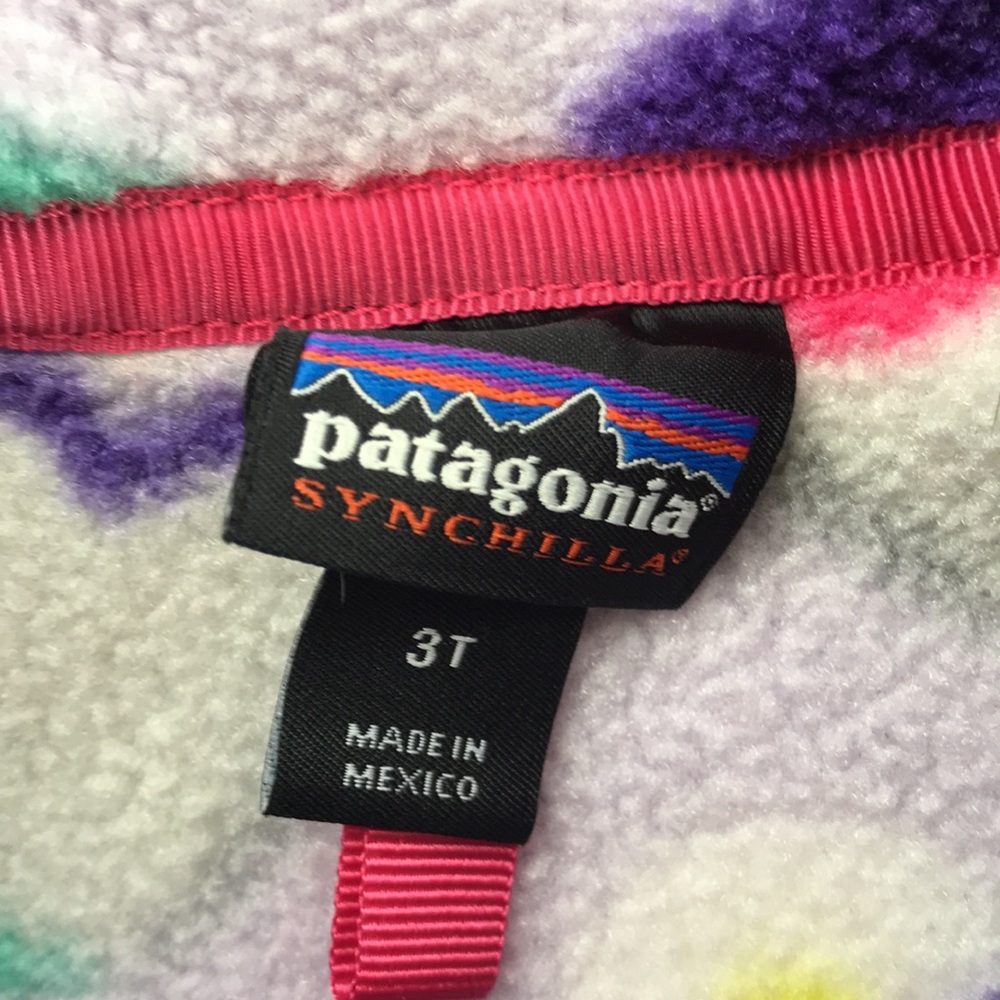 patagonia®
SYNCHILLA®
3T
MADE IN
MEXICO